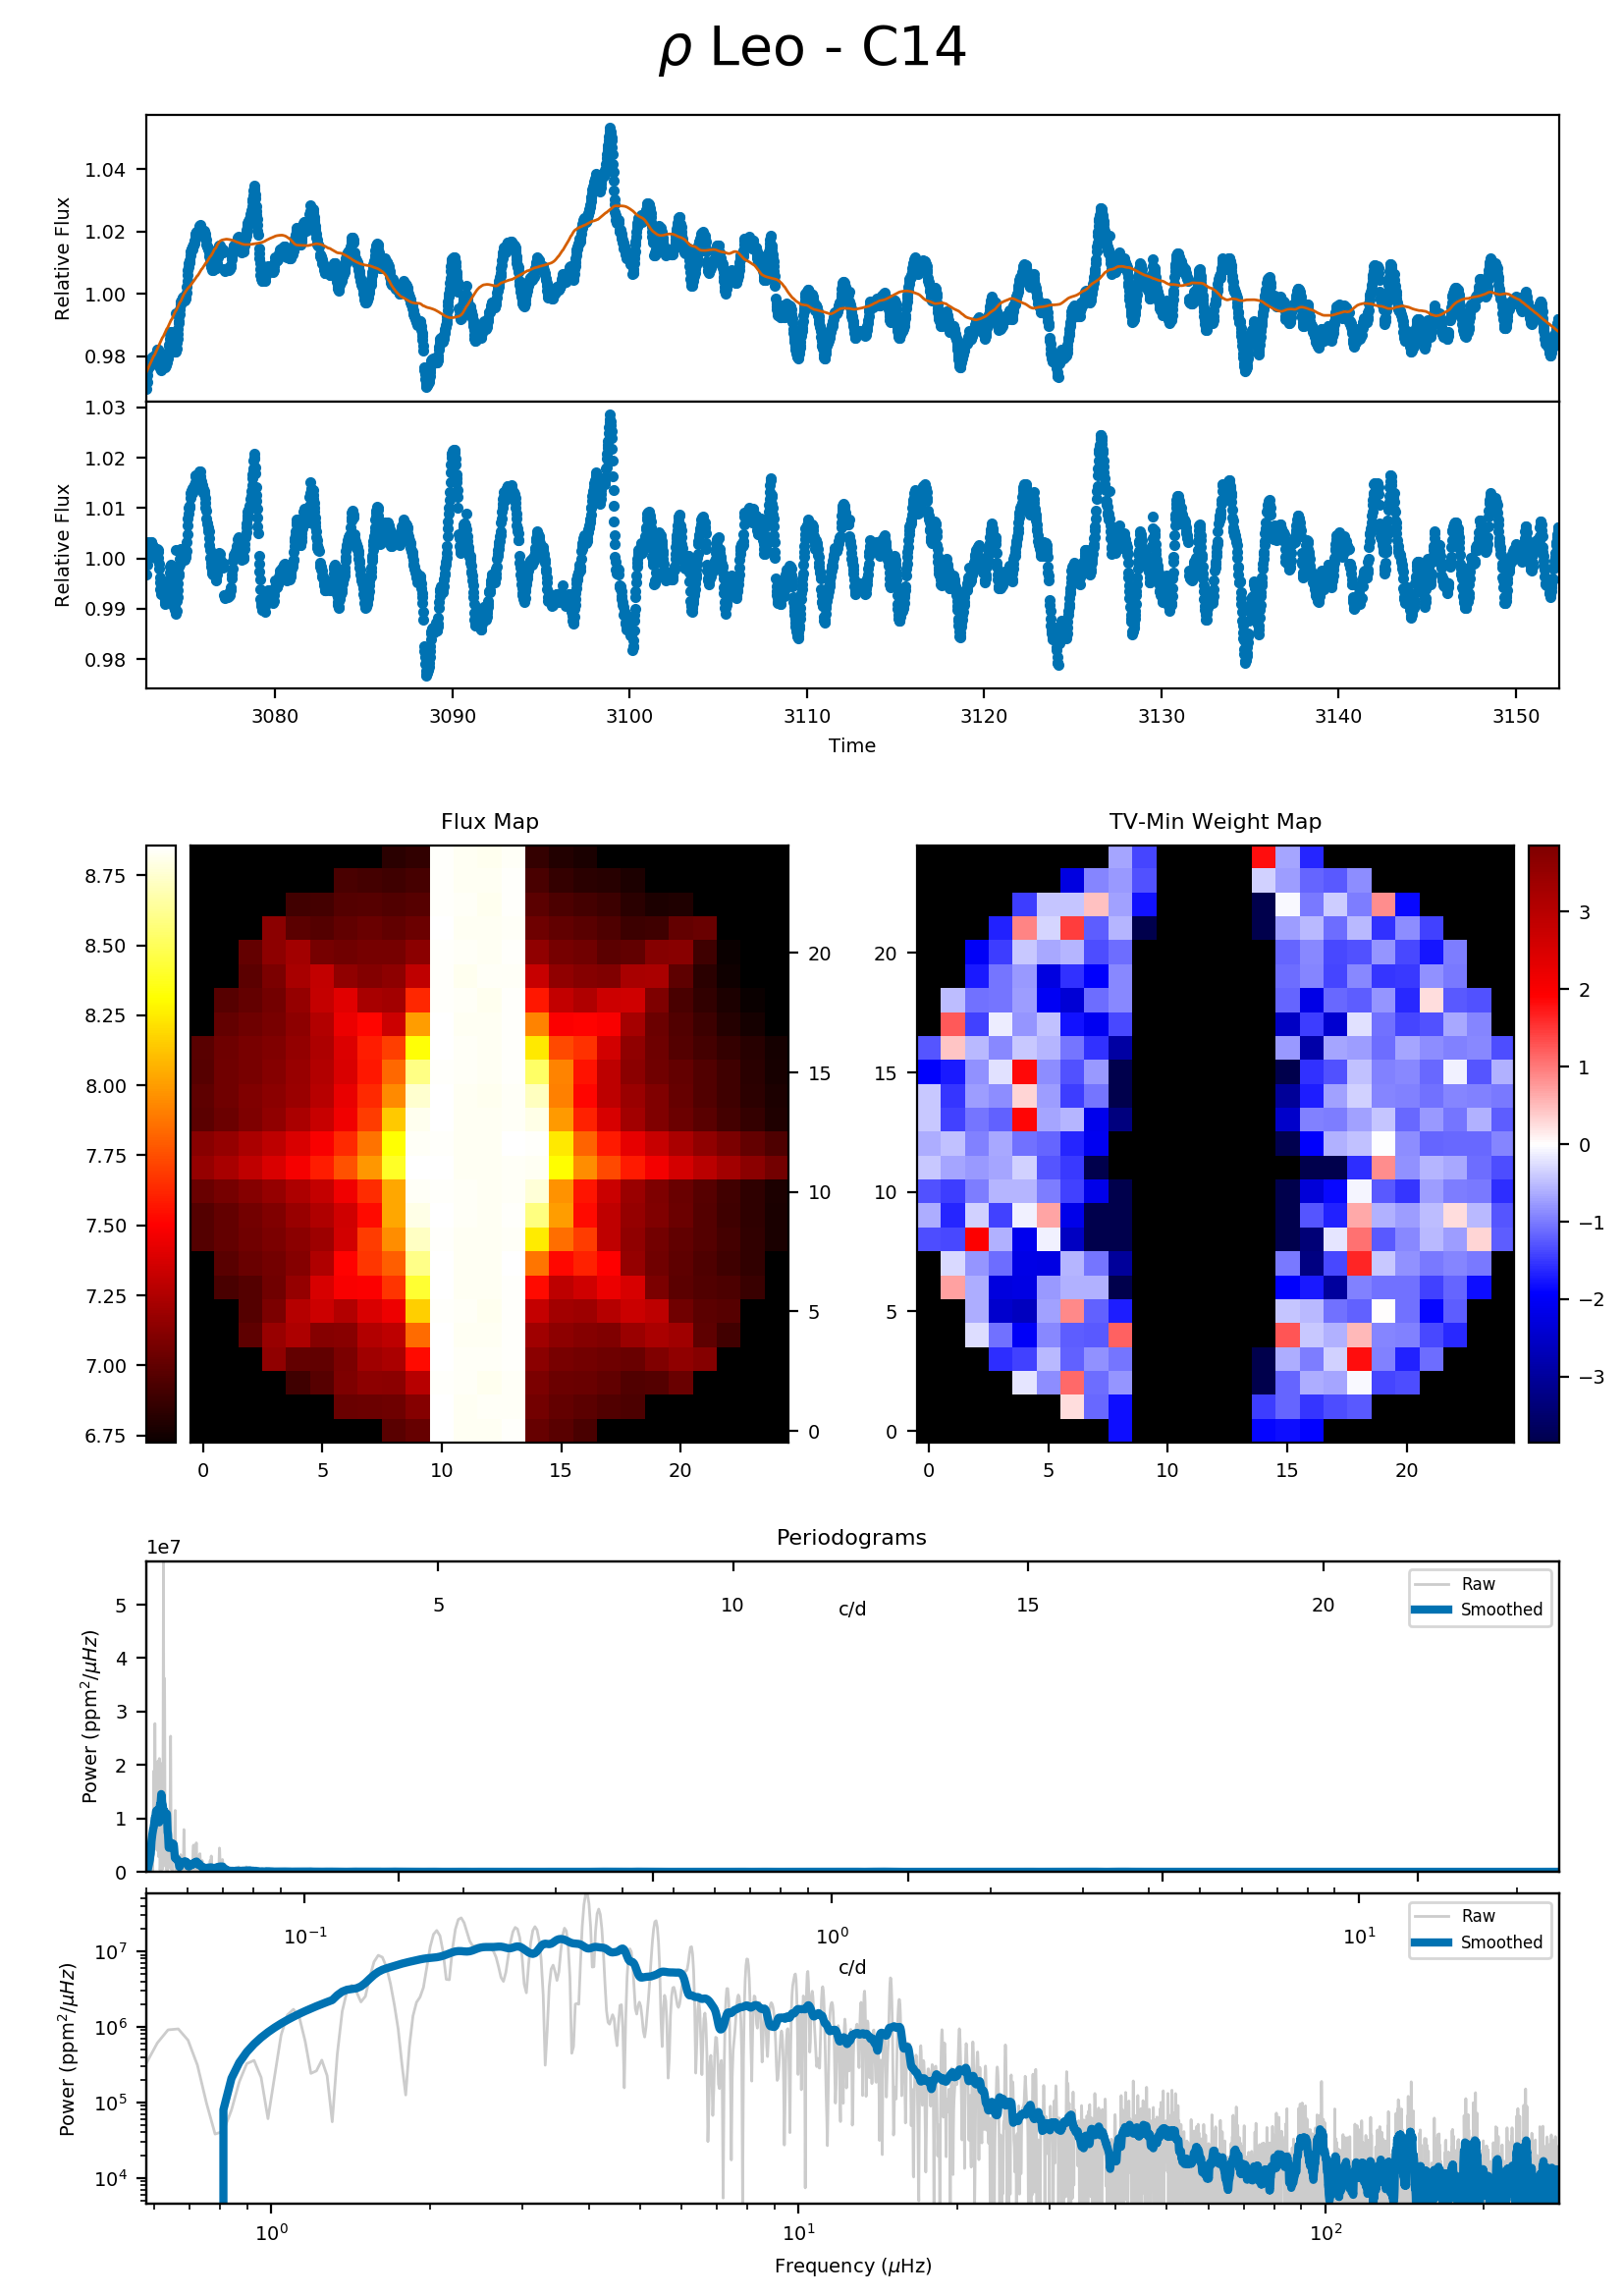 ρ Leo - C14
Relative Flux
1.04
1.02
1.00
0.98
Relative Flux
1.03
1.02
1.01
1.00
0.99
0.98
3080 3090 3100 3110 3120 3130 3140 3150
Time
Flux Map
8.75
8.50
8.25
8.00
7.75
7.50
7.25
7.00
6.75
20
15
10
5
0
0 5 10 15 20
TV-Min Weight Map
20
15
10
5
0
0 5 10 15 20
3
2
1
0
−1
−2
−3
Periodograms
1e7
Power (ppm²/μHz)
5
4
3
2
1
0
5 10 15 20
c/d
Raw
Smoothed
Power (ppm²/μHz)
10⁷
10⁶
10⁵
10⁴
10⁻¹ 10⁰ 10¹
c/d
Raw
Smoothed
10⁰ 10¹ 10²
Frequency (μHz)